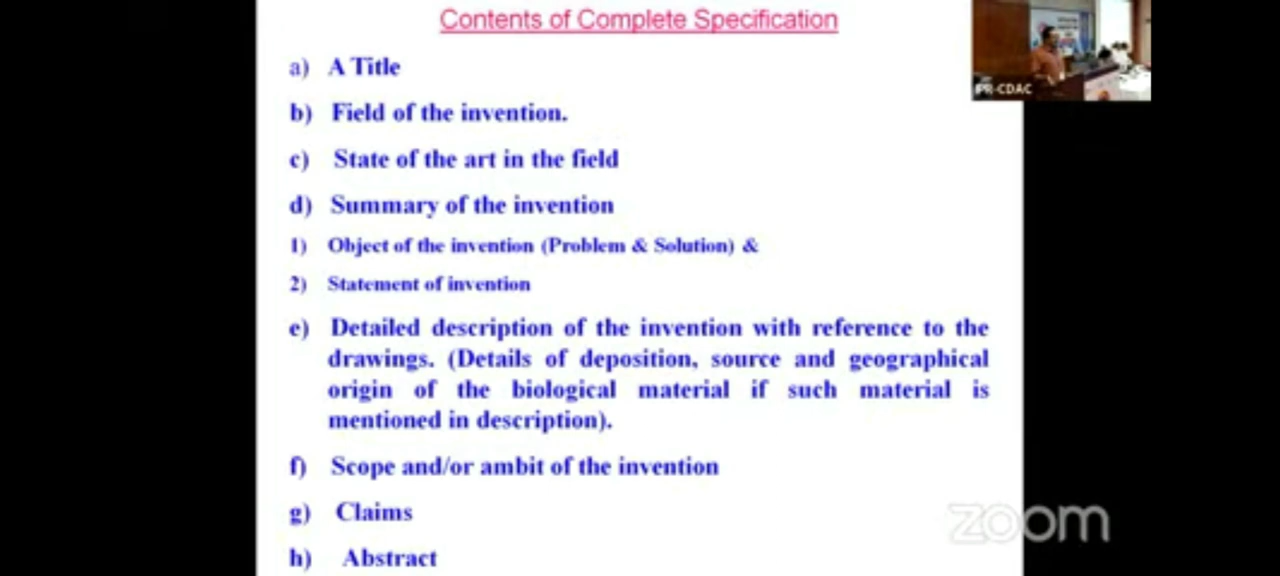 Contents of Complete Specification
a) A Title
b) Field of the invention.
c) State of the art in the field
d) Summary of the invention
1) Object of the invention (Problem & Solution) &
2) Statement of invention
e) Detailed description of the invention with reference to the
drawings. (Details of deposition, source and geographical
origin of the biological material if such material is
mentioned in description).
f) Scope and/or ambit of the invention
g) Claims
h) Abstract
IPR-CDAC
zoom